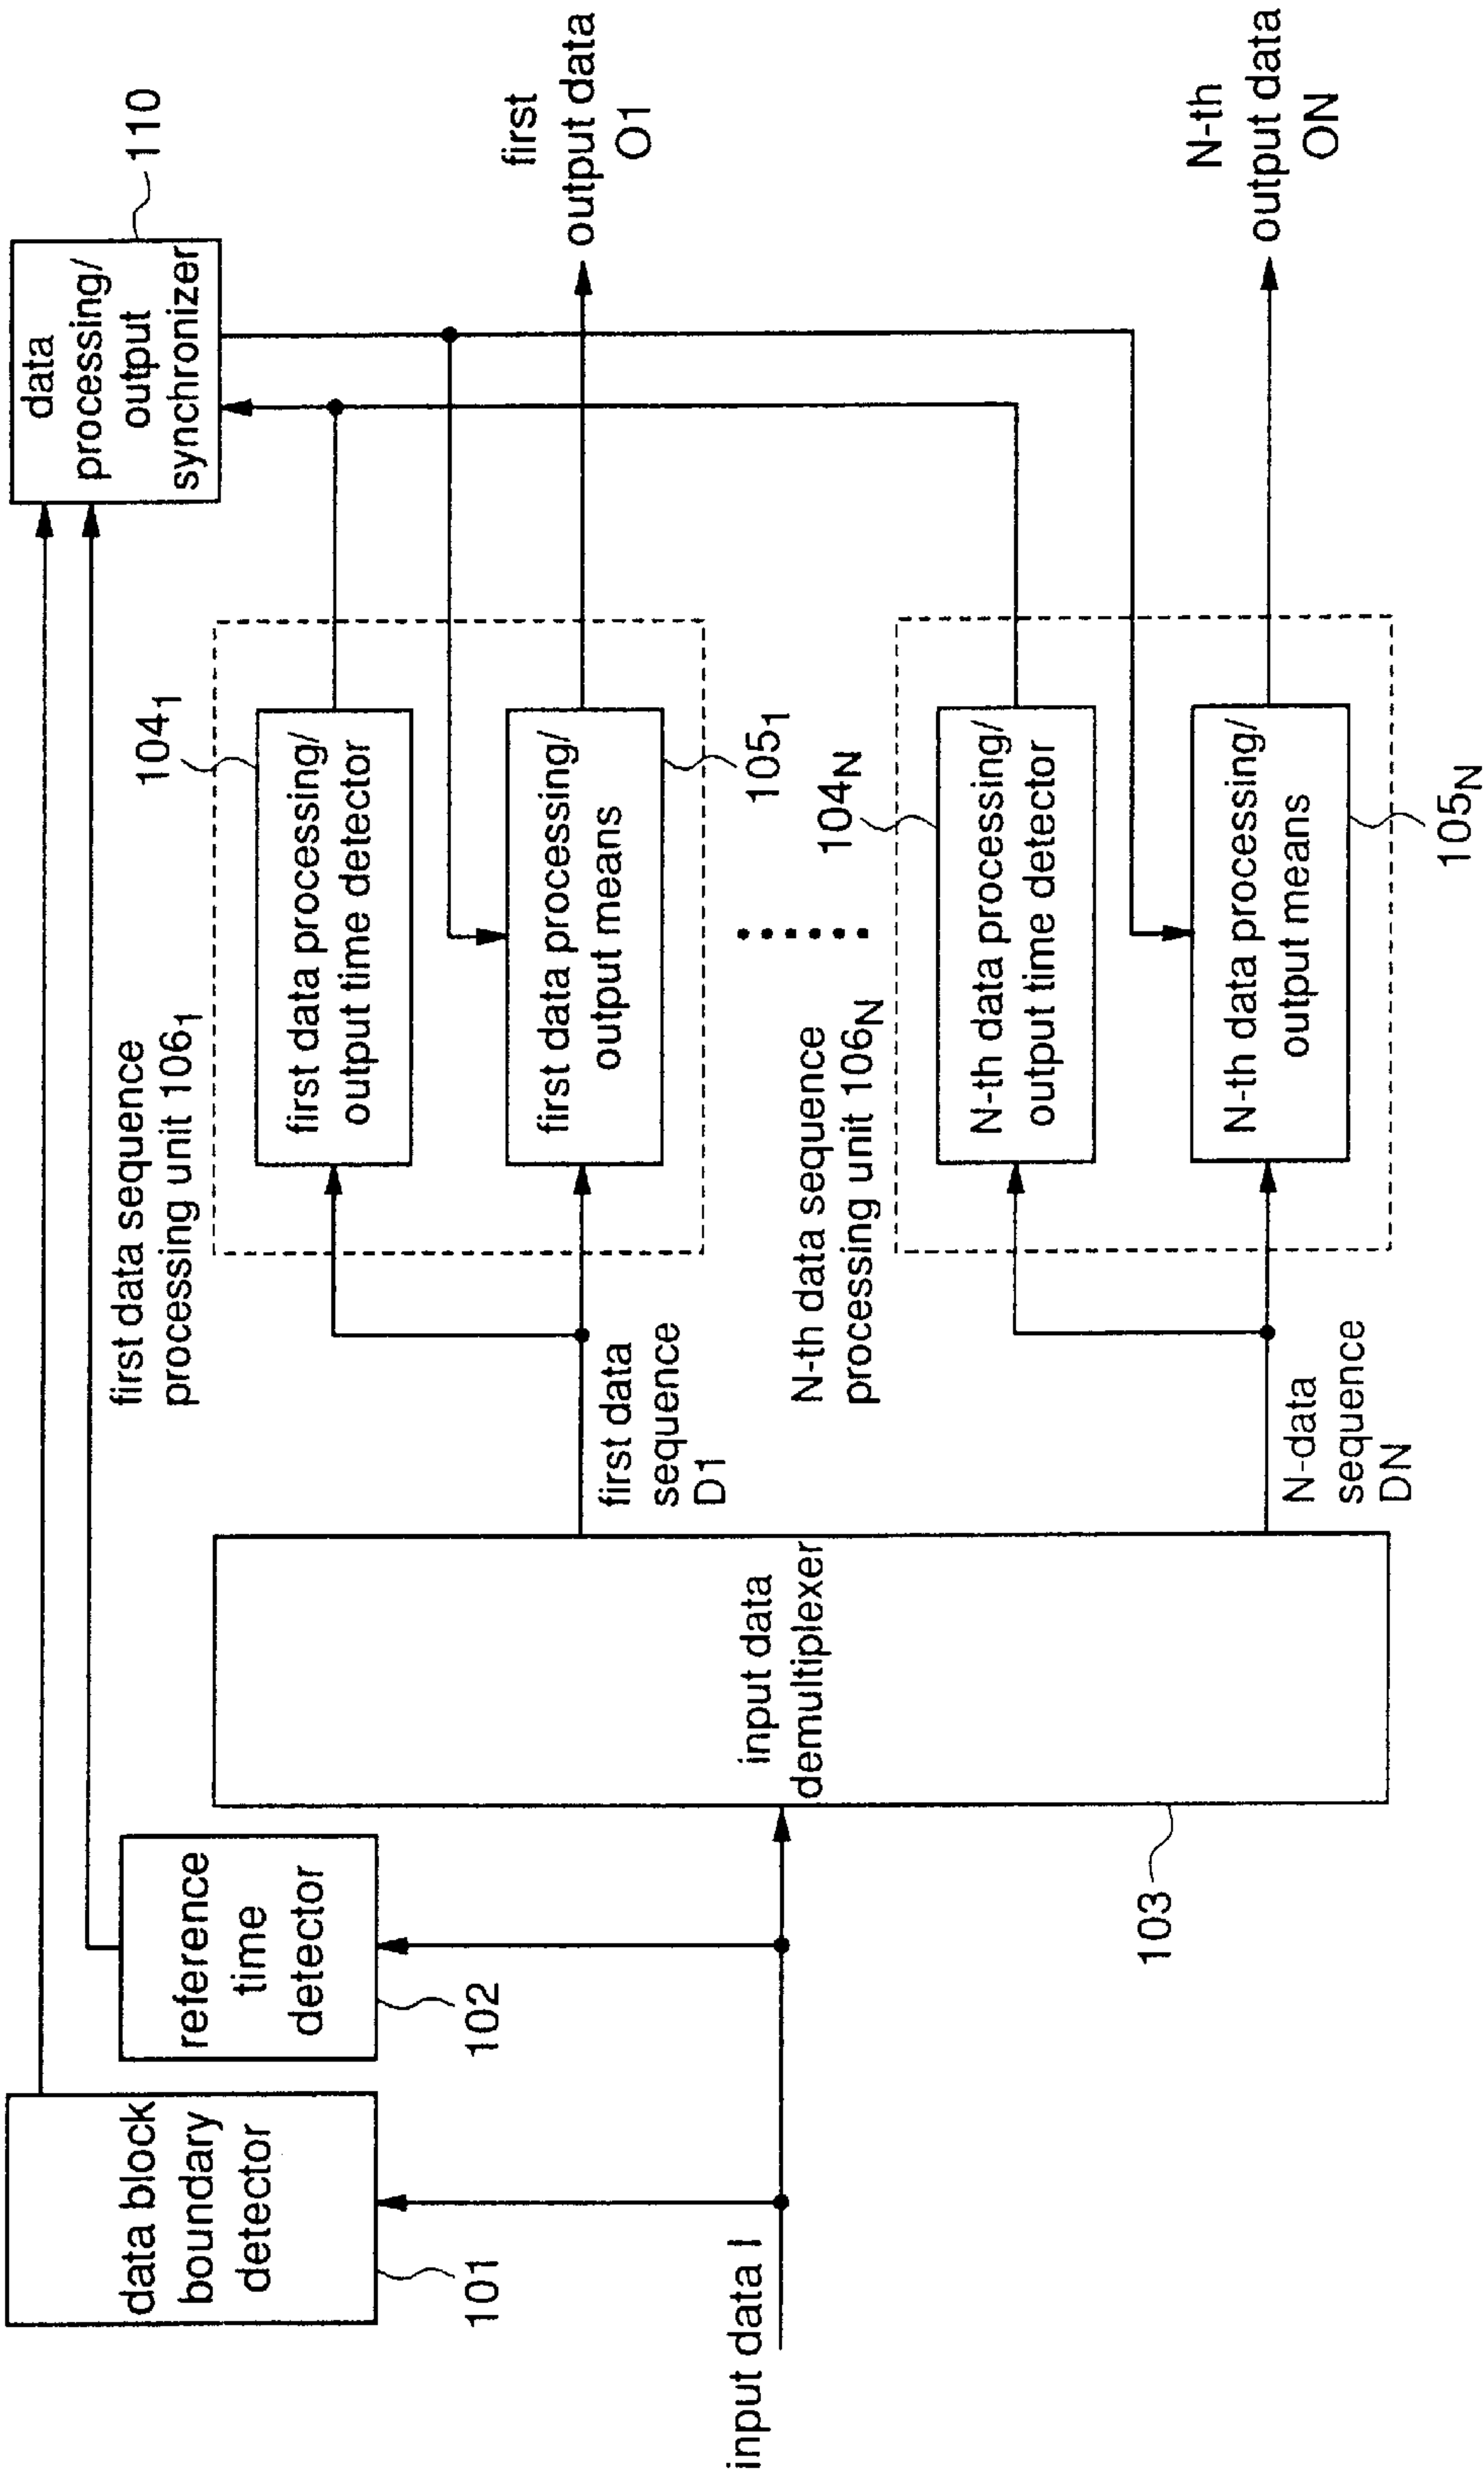 data block
boundary
detector
101
reference
time
detector
102
input data I
input data
demultiplexer
103
first data
sequence
D1
N-data
sequence
DN
first data sequence
processing unit 106₁
104₁
first data processing/
output time detector
first data processing/
output means
105₁
N-th data sequence
processing unit 106N
104N
N-th data processing/
output time detector
N-th data processing/
output means
105N
data
processing/
output
synchronizer
110
first
output data
O1
N-th
output data
ON